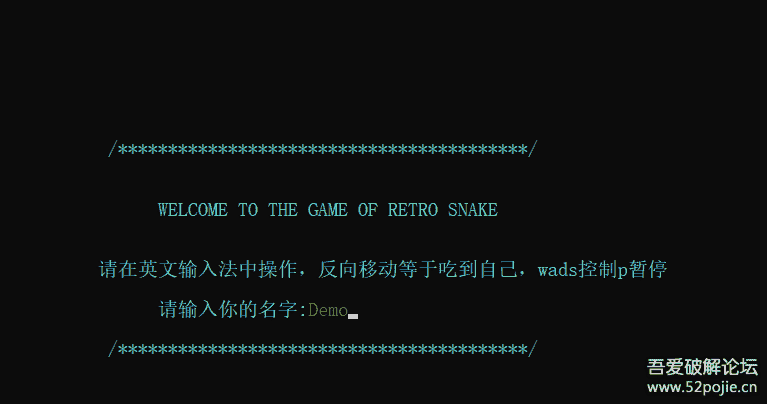 /*****************************************/
WELCOME TO THE GAME OF RETRO SNAKE
请在英文输入法中操作，反向移动等于吃到自己，wads控制p暂停
请输入你的名字:Demo
/*****************************************/
吾爱破解论坛
www.52pojie.cn